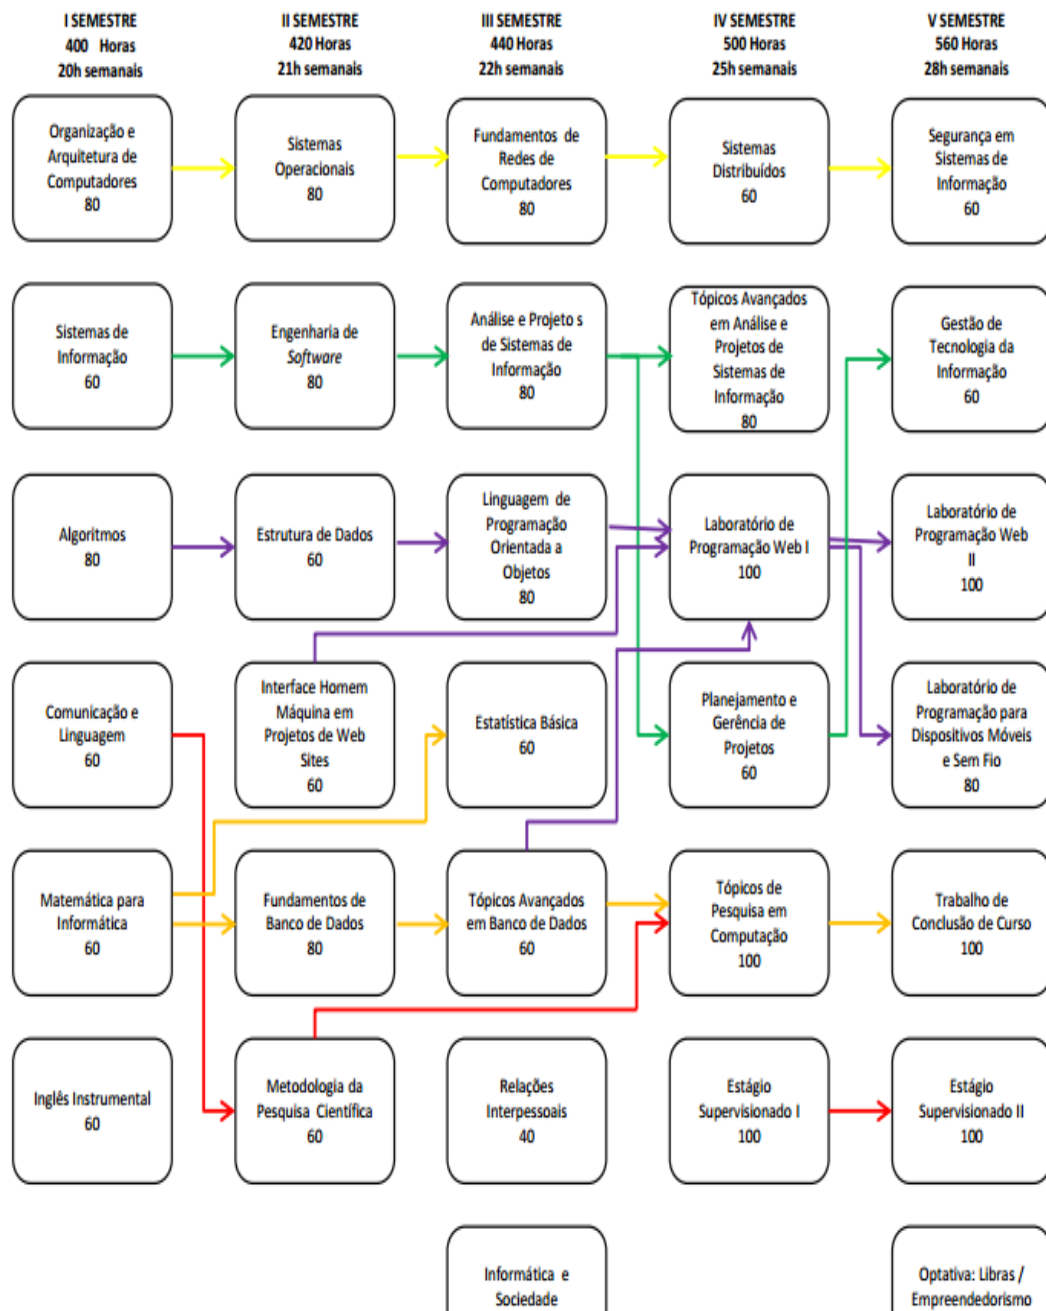 I SEMESTRE
400 Horas
20h semanais
II SEMESTRE
420 Horas
21h semanais
III SEMESTRE
440 Horas
22h semanais
IV SEMESTRE
500 Horas
25h semanais
V SEMESTRE
560 Horas
28h semanais
Organização e
Arquitetura de
Computadores
80
Sistemas
Operacionais
80
Fundamentos de
Redes de
Computadores
80
Sistemas
Distribuídos
60
Segurança em
Sistemas de
Informação
60
Sistemas de
Informação
60
Engenharia de
Software
80
Análise e Projeto s
de Sistemas de
Informação
80
Tópicos Avançados
em Análise e
Projetos de
Sistemas de
Informação
80
Gestão de
Tecnologia da
Informação
60
Algoritmos
80
Estrutura de Dados
60
Linguagem de
Programação
Orientada a
Objetos
80
Laboratório de
Programação Web I
100
Laboratório de
Programação Web
II
100
Comunicação e
Linguagem
60
Interface Homem
Máquina em
Projetos de Web
Sites
60
Estatística Básica
60
Planejamento e
Gerência de
Projetos
60
Laboratório de
Programação para
Dispositivos Móveis
e Sem Fio
80
Matemática para
Informática
60
Fundamentos de
Banco de Dados
80
Tópicos Avançados
em Banco de Dados
60
Tópicos de
Pesquisa em
Computação
100
Trabalho de
Conclusão de Curso
100
Inglês Instrumental
60
Metodologia da
Pesquisa Científica
60
Relações
Interpessoais
40
Estágio
Supervisionado I
100
Estágio
Supervisionado II
100
Informática e
Sociedade
Optativa: Libras /
Empreendedorismo